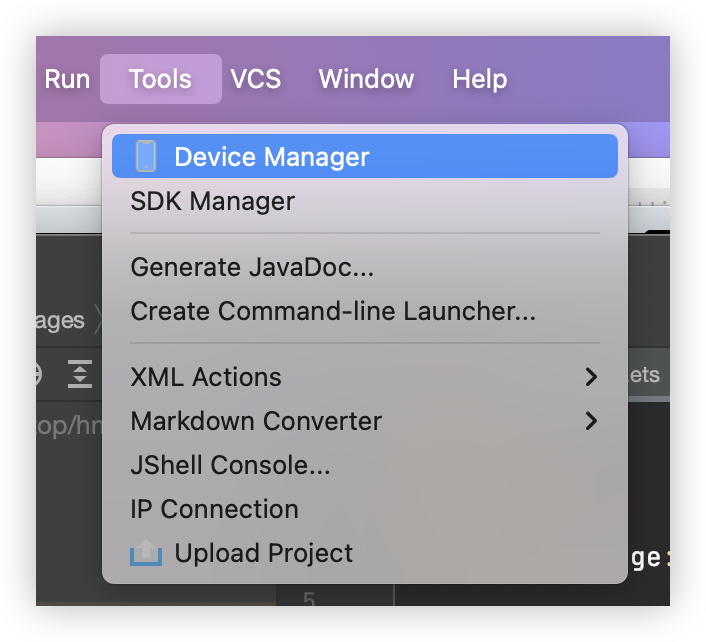 Run Tools VCS Window Help
Device Manager
SDK Manager
Generate JavaDoc...
Create Command-line Launcher...
ages
XML Actions
ets
Markdown Converter
op/hn
JShell Console...
IP Connection
Upload Project
ge:
5